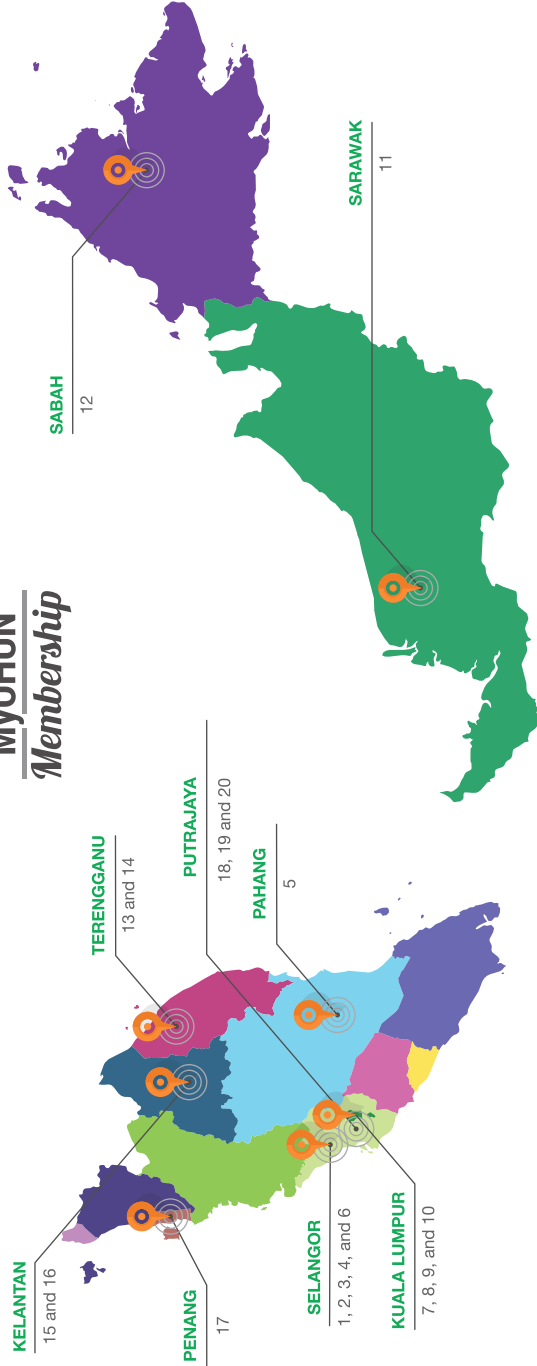 MyOHUN
Membership
KELANTAN
15 and 16
TERENGGANU
13 and 14
SABAH
12
PENANG
17
PUTRAJAYA
18, 19 and 20
PAHANG
5
SELANGOR
1, 2, 3, 4, and 6
SARAWAK
11
KUALA LUMPUR
7, 8, 9, and 10